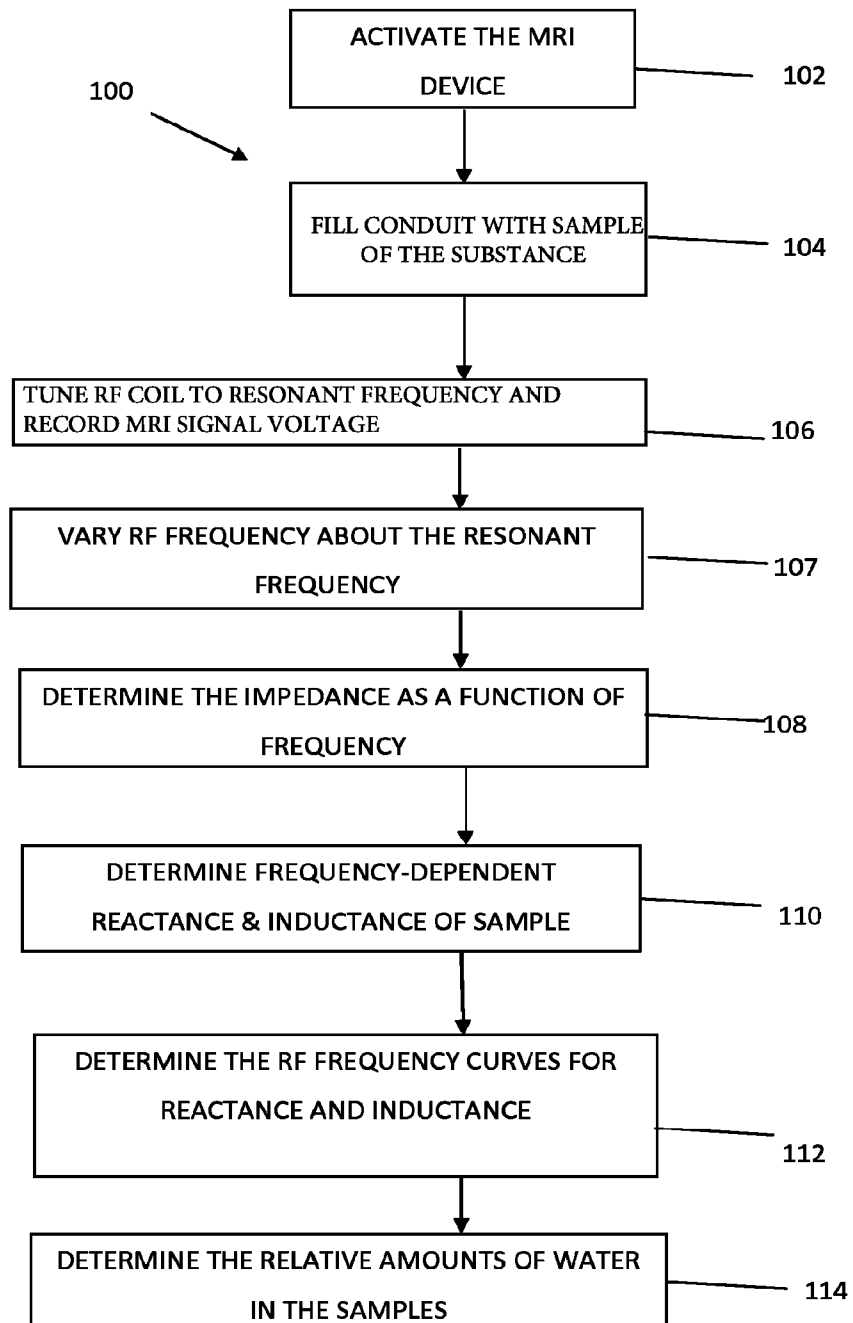 ACTIVATE THE MRI
DEVICE
102
100
FILL CONDUIT WITH SAMPLE
OF THE SUBSTANCE
104
TUNE RF COIL TO RESONANT FREQUENCY AND
RECORD MRI SIGNAL VOLTAGE
106
VARY RF FREQUENCY ABOUT THE RESONANT
FREQUENCY
107
DETERMINE THE IMPEDANCE AS A FUNCTION OF
FREQUENCY
108
DETERMINE FREQUENCY-DEPENDENT
REACTANCE & INDUCTANCE OF SAMPLE
110
DETERMINE THE RF FREQUENCY CURVES FOR
REACTANCE AND INDUCTANCE
112
DETERMINE THE RELATIVE AMOUNTS OF WATER
IN THE SAMPLES
114